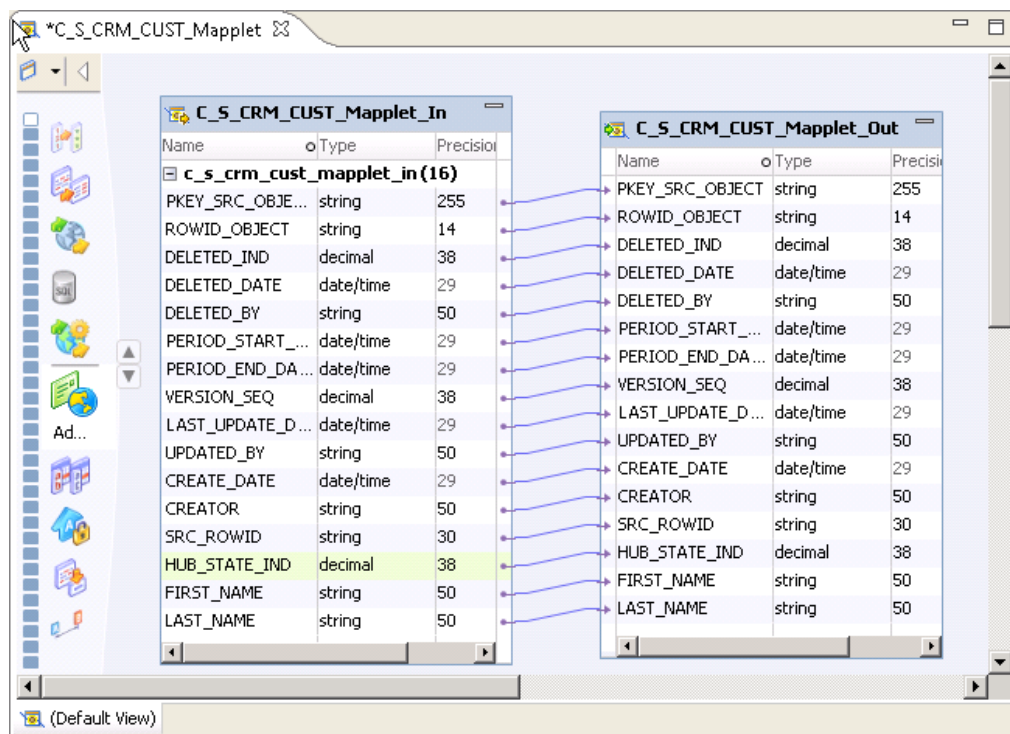 *C_S_CRM_CUST_Mapplet
C_S_CRM_CUST_Mapplet_In
Name Type Precision
c_s_crm_cust_mapplet_in (16)
PKEY_SRC_OBJE... string 255
ROWID_OBJECT string 14
DELETED_IND decimal 38
DELETED_DATE date/time 29
DELETED_BY string 50
PERIOD_START_... date/time 29
PERIOD_END_DA... date/time 29
VERSION_SEQ decimal 38
LAST_UPDATE_D... date/time 29
UPDATED_BY string 50
CREATE_DATE date/time 29
CREATOR string 50
SRC_ROWID string 30
HUB_STATE_IND decimal 38
FIRST_NAME string 50
LAST_NAME string 50
C_S_CRM_CUST_Mapplet_Out
Name Type Precisi
PKEY_SRC_OBJECT string 255
ROWID_OBJECT string 14
DELETED_IND decimal 38
DELETED_DATE date/time 29
DELETED_BY string 50
PERIOD_START_... date/time 29
PERIOD_END_DA... date/time 29
VERSION_SEQ decimal 38
LAST_UPDATE_D... date/time 29
UPDATED_BY string 50
CREATE_DATE date/time 29
CREATOR string 50
SRC_ROWID string 30
HUB_STATE_IND decimal 38
FIRST_NAME string 50
LAST_NAME string 50
SQL
Ad...
(Default View)